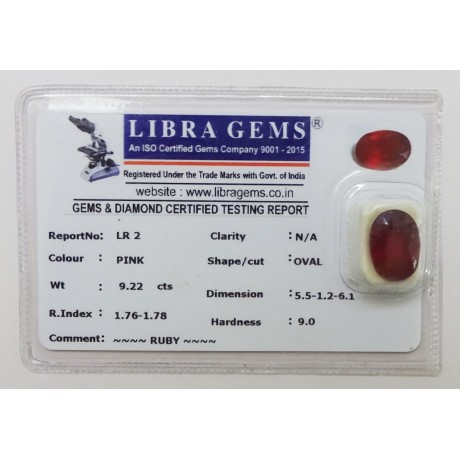 LIBRA GEMS ®
An ISO Certified Gems Company 9001 - 2015
Registered Under the Trade Marks with Govt. of India
website : www.libragems.co.in
GEMS & DIAMOND CERTIFIED TESTING REPORT
ReportNo: LR 2 Clarity : N/A
Colour : PINK Shape/cut : OVAL
Wt : 9.22 cts Dimension : 5.5-1.2-6.1
R.Index : 1.76-1.78 Hardness : 9.0
Comment: ~~~~ RUBY ~~~~